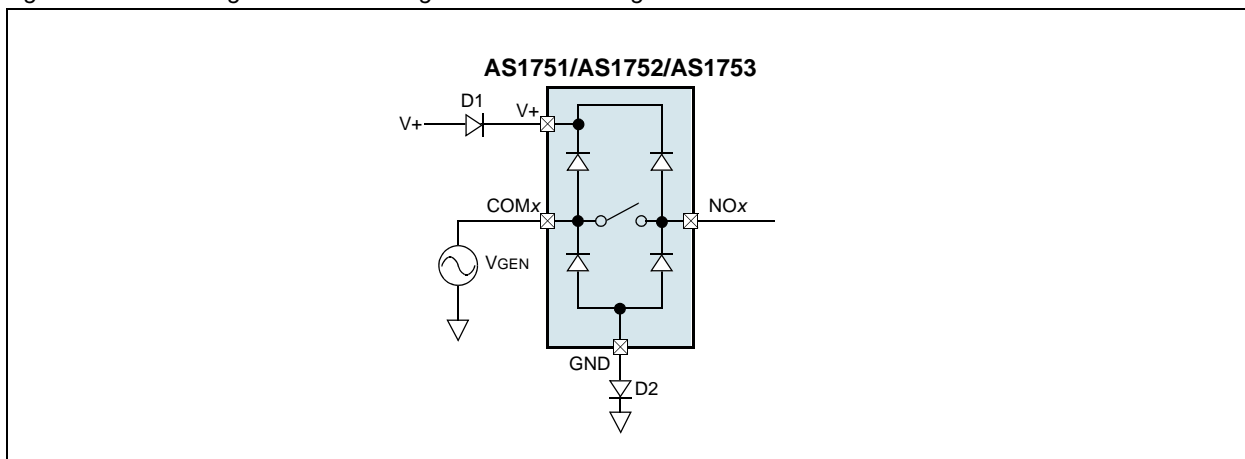 AS1751/AS1752/AS1753
D1
V+
V+
COMx
NOx
VGEN
GND
D2